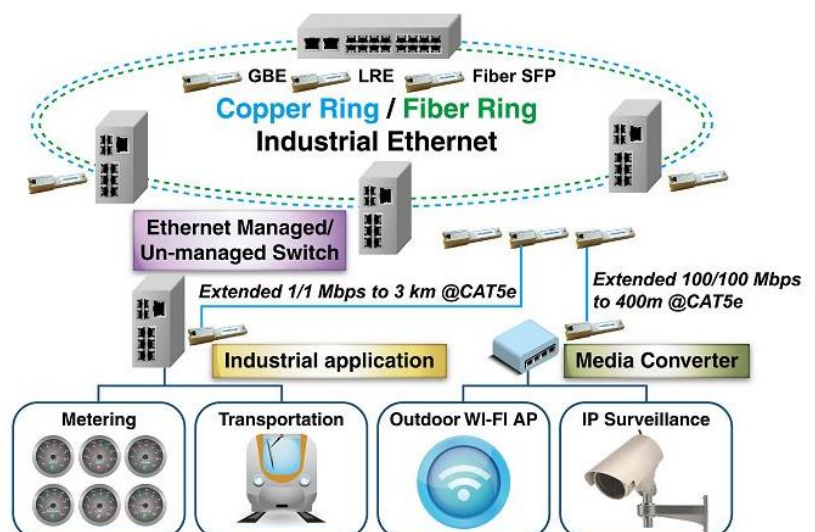 GBE LRE Fiber SFP
Copper Ring / Fiber Ring
Industrial Ethernet
Ethernet Managed/
Un-managed Switch
Extended 1/1 Mbps to 3 km @CAT5e
Extended 100/100 Mbps
to 400m @CAT5e
Industrial application
Media Converter
Metering
Transportation
Outdoor WI-FI AP
IP Surveillance